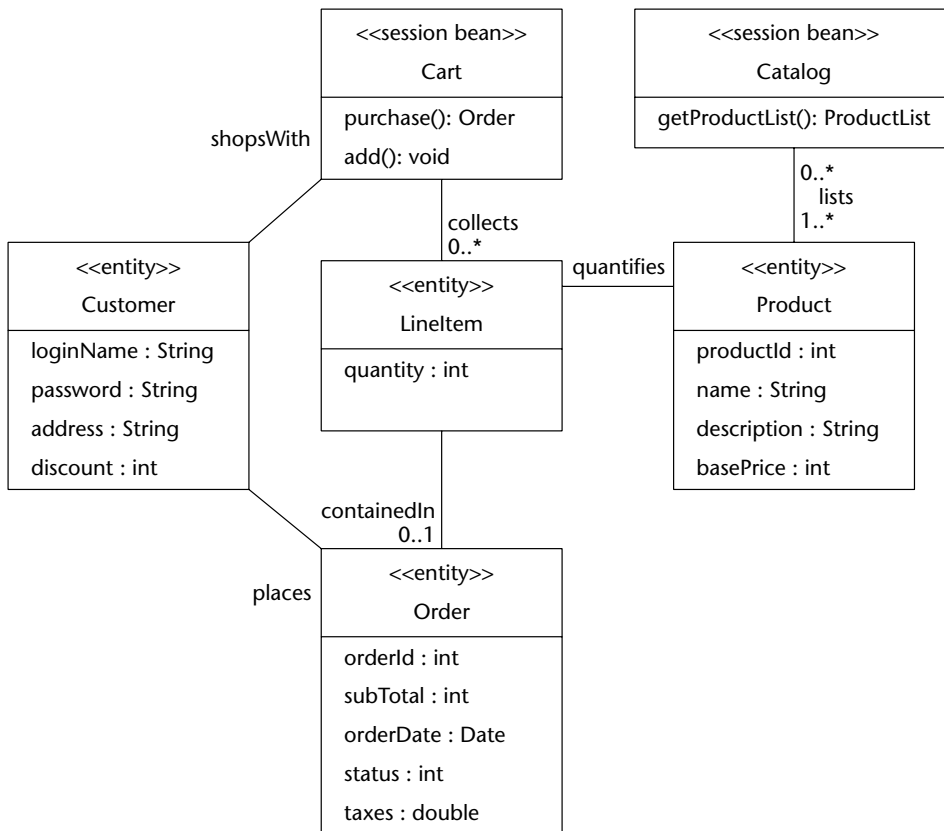 <<session bean>>
Cart
purchase(): Order
add(): void
<<session bean>>
Catalog
getProductList(): ProductList
shopsWith
collects
0..*
0..*
lists
1..*
<<entity>>
Customer
loginName : String
password : String
address : String
discount : int
<<entity>>
LineItem
quantity : int
quantifies
<<entity>>
Product
productId : int
name : String
description : String
basePrice : int
containedIn
0..1
places
<<entity>>
Order
orderId : int
subTotal : int
orderDate : Date
status : int
taxes : double